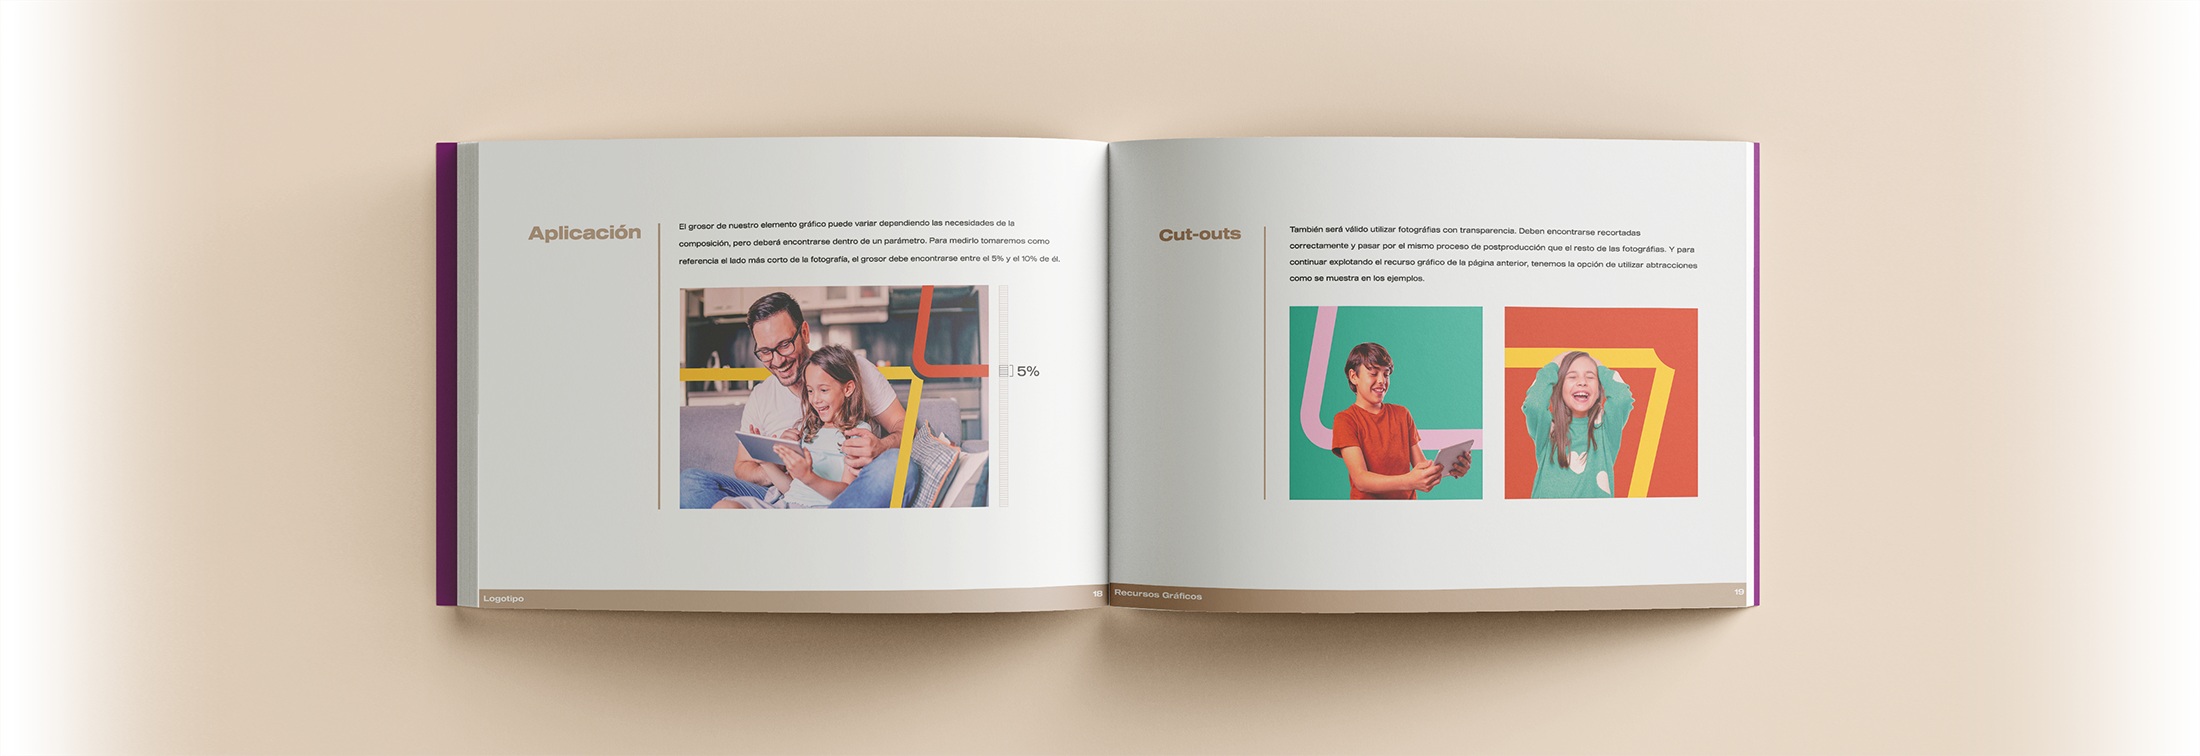 Aplicación
El grosor de nuestro elemento gráfico puede variar dependiendo las necesidades de la
composición, pero deberá encontrarse dentro de un parámetro. Para medirlo tomaremos como
referencia el lado más corto de la fotografía, el grosor debe encontrarse entre el 5% y el 10% de él.
5%
Logotipo
18
Cut-outs
También será válido utilizar fotográfias con transparencia. Deben encontrarse recortadas
correctamente y pasar por el mismo proceso de postproducción que el resto de las fotográfias. Y para
continuar explotando el recurso gráfico de la página anterior, tenemos la opción de utilizar abtracciones
como se muestra en los ejemplos.
Recursos Gráficos
19